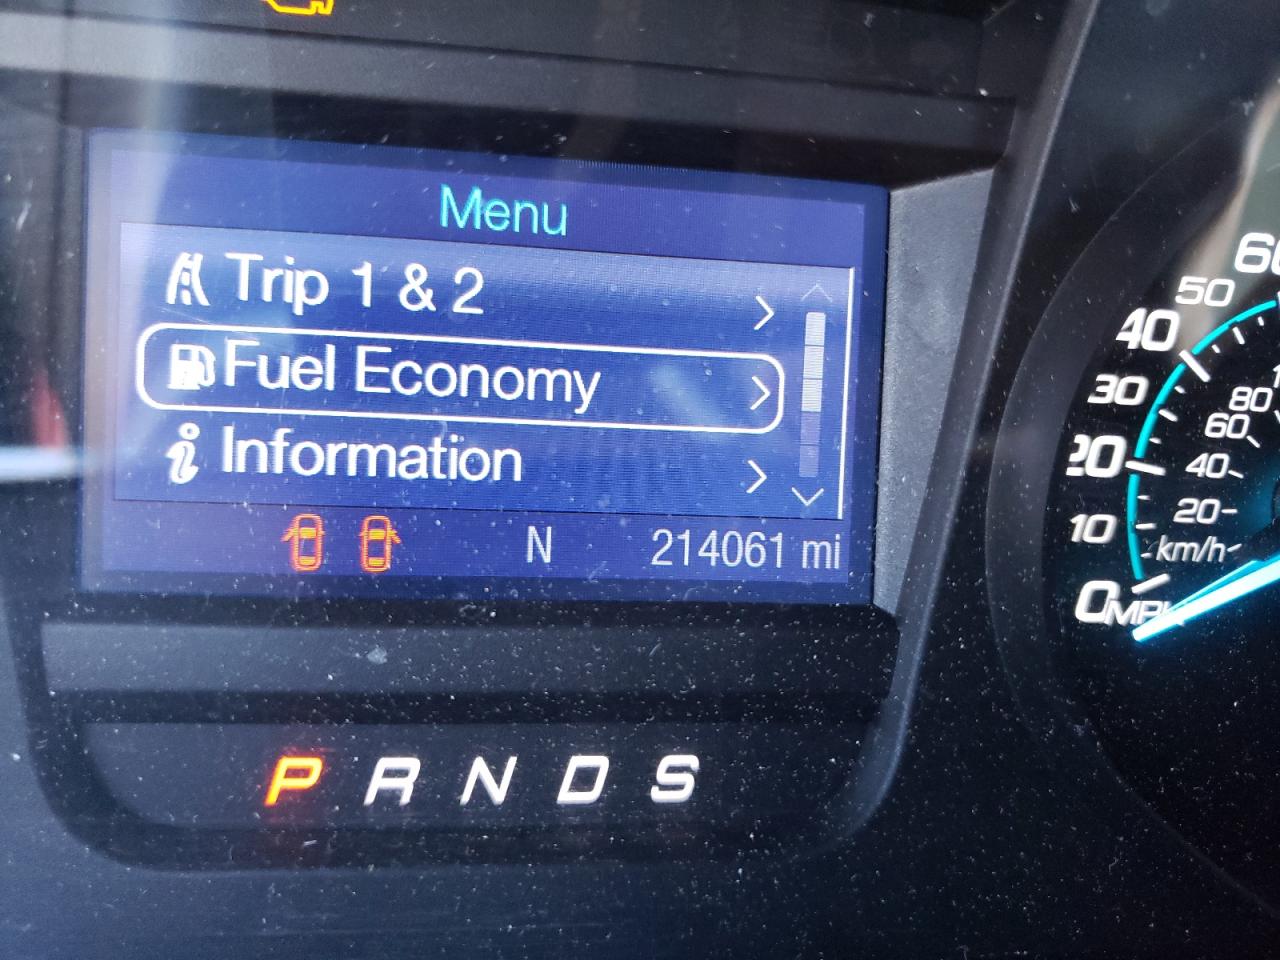 Menu
Trip 1 & 2
Fuel Economy
Information
N 214061 mi
P R N D S
50
40
30
20
10
0 MPH
80
60
40
20
km/h